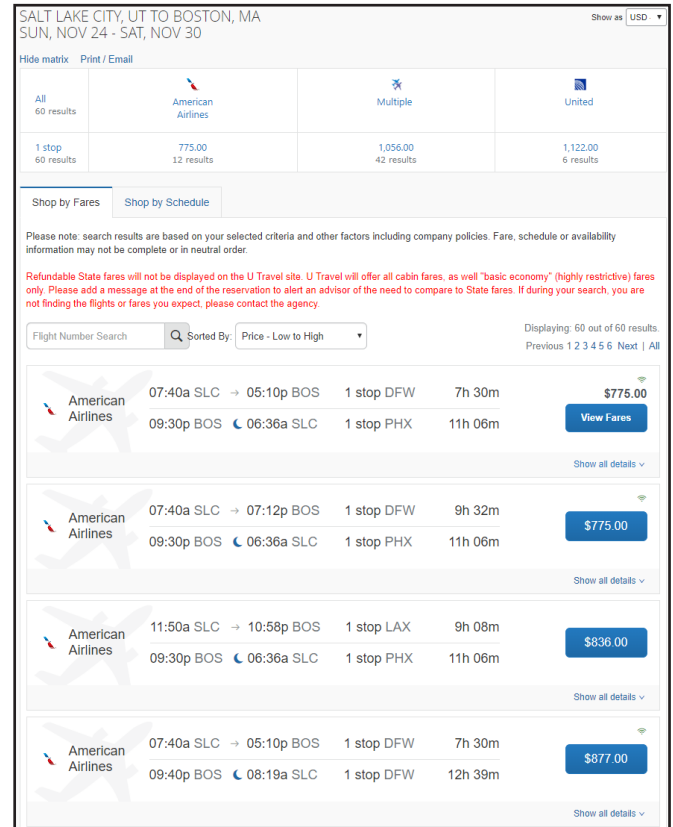 SALT LAKE CITY, UT TO BOSTON, MA
SUN, NOV 24 - SAT, NOV 30
Show as USD
Hide matrix Print / Email
All
60 results
American
Airlines
Multiple
United
1 stop
60 results
775.00
12 results
1,056.00
42 results
1,122.00
6 results
Shop by Fares Shop by Schedule
Please note: search results are based on your selected criteria and other factors including company policies. Fare, schedule or availability
information may not be complete or in neutral order.
Refundable State fares will not be displayed on the U Travel site. U Travel will offer all cabin fares, as well "basic economy" (highly restrictive) fares
only. Please add a message at the end of the reservation to alert an advisor of the need to compare to State fares. If during your search, you are
not finding the flights or fares you expect, please contact the agency.
Flight Number Search Sorted By: Price - Low to High
Displaying: 60 out of 60 results.
Previous 1 2 3 4 5 6 Next | All
American
Airlines
07:40a SLC → 05:10p BOS 1 stop DFW 7h 30m
09:30p BOS 06:36a SLC 1 stop PHX 11h 06m
$775.00
View Fares
Show all details
American
Airlines
07:40a SLC → 07:12p BOS 1 stop DFW 9h 32m
09:30p BOS 06:36a SLC 1 stop PHX 11h 06m
$775.00
Show all details
American
Airlines
11:50a SLC → 10:58p BOS 1 stop LAX 9h 08m
09:30p BOS 06:36a SLC 1 stop PHX 11h 06m
$836.00
Show all details
American
Airlines
07:40a SLC → 05:10p BOS 1 stop DFW 7h 30m
09:40p BOS 08:19a SLC 1 stop DFW 12h 39m
$877.00
Show all details